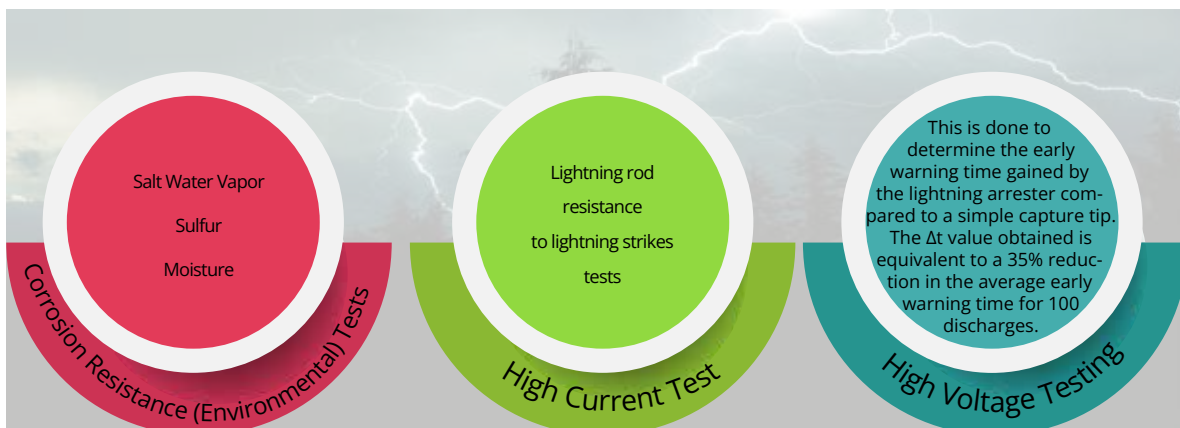 Salt Water Vapor
Sulfur
Moisture
Corrosion Resistance (Environmental) Tests
Lightning rod
resistance
to lightning strikes
tests
High Current Test
This is done to
determine the early
warning time gained by
the lightning arrester com-
pared to a simple capture tip.
The Δt value obtained is
equivalent to a 35% reduc-
tion in the average early
warning time for 100
discharges.
High Voltage Testing